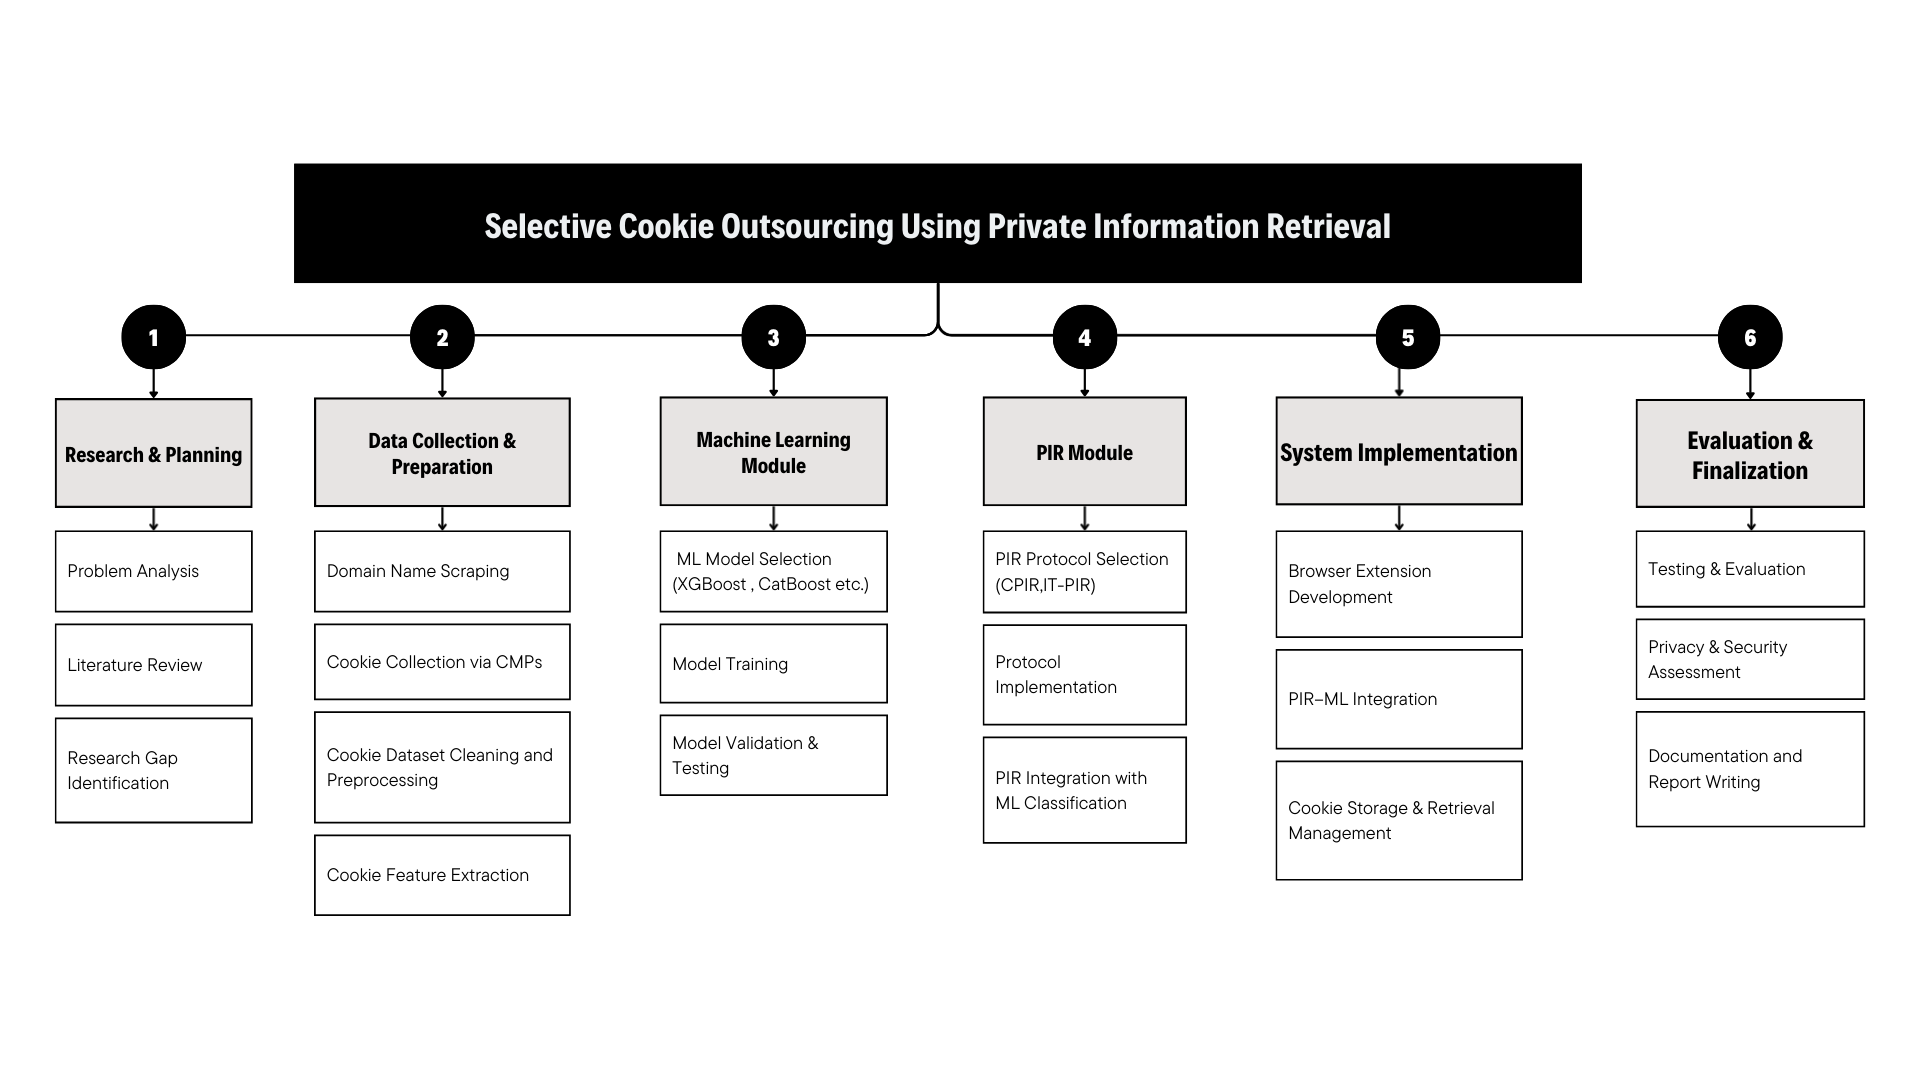 Selective Cookie Outsourcing Using Private Information Retrieval
1
2
3
4
5
6
Research & Planning
Problem Analysis
Literature Review
Research Gap
Identification
Data Collection &
Preparation
Domain Name Scraping
Cookie Collection via CMPs
Cookie Dataset Cleaning and
Preprocessing
Cookie Feature Extraction
Machine Learning
Module
ML Model Selection
(XGBoost , CatBoost etc.)
Model Training
Model Validation &
Testing
PIR Module
PIR Protocol Selection
(CPIR,IT-PIR)
Protocol
Implementation
PIR Integration with
ML Classification
System Implementation
Browser Extension
Development
PIR–ML Integration
Cookie Storage & Retrieval
Management
Evaluation &
Finalization
Testing & Evaluation
Privacy & Security
Assessment
Documentation and
Report Writing